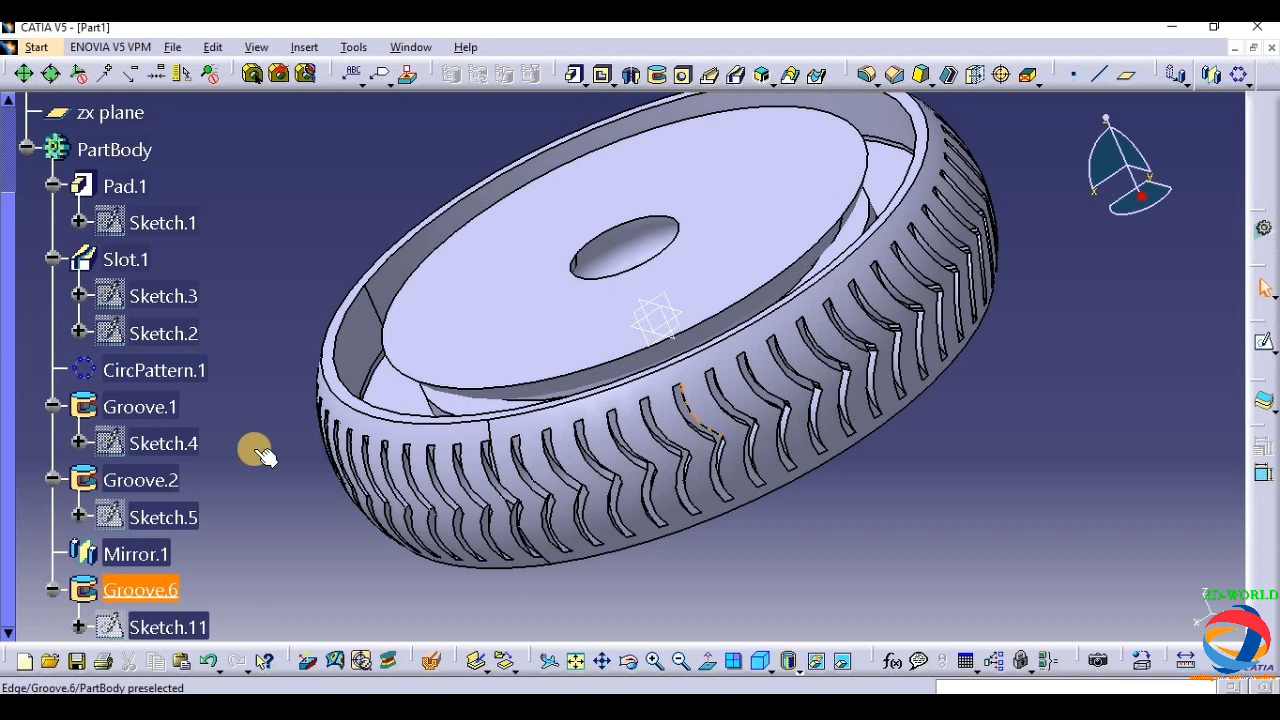 CATIA V5 - [Part1]
Start ENOVIA V5 VPM File Edit View Insert Tools Window Help
ABC
zx plane
PartBody
Pad.1
Sketch.1
Slot.1
Sketch.3
Sketch.2
CircPattern.1
Groove.1
Sketch.4
Groove.2
Sketch.5
Mirror.1
Groove.6
Sketch.11
f(x)
CATIA
Edge/Groove.6/PartBody preselected